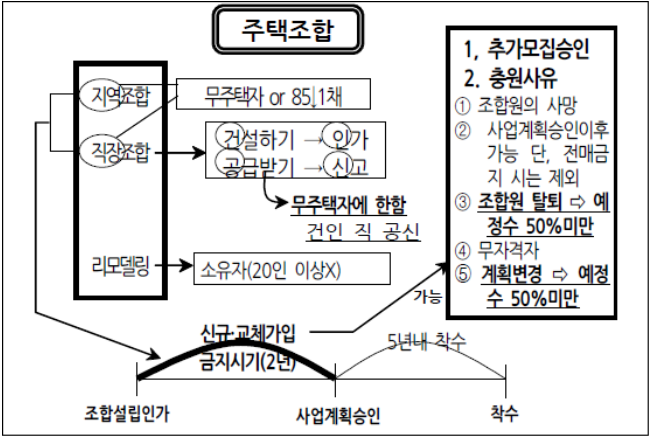 주택조합
지역조합
무주택자 or 85↓1채
직장조합
건설하기 → 인가
공급받기 → 신고
무주택자에 한함
건인 직 공신
리모델링
소유자(20인 이상X)
1, 추가모집승인
2. 충원사유
① 조합원의 사망
② 사업계획승인이후
가능 단, 전매금
지 시는 제외
③ 조합원 탈퇴 ⇨ 예
정수 50%미만
④ 무자격자
⑤ 계획변경 ⇨ 예정
수 50%미만
가능
신규·교체가입
금지시기(2년)
5년내 착수
조합설립인가
사업계획승인
착수